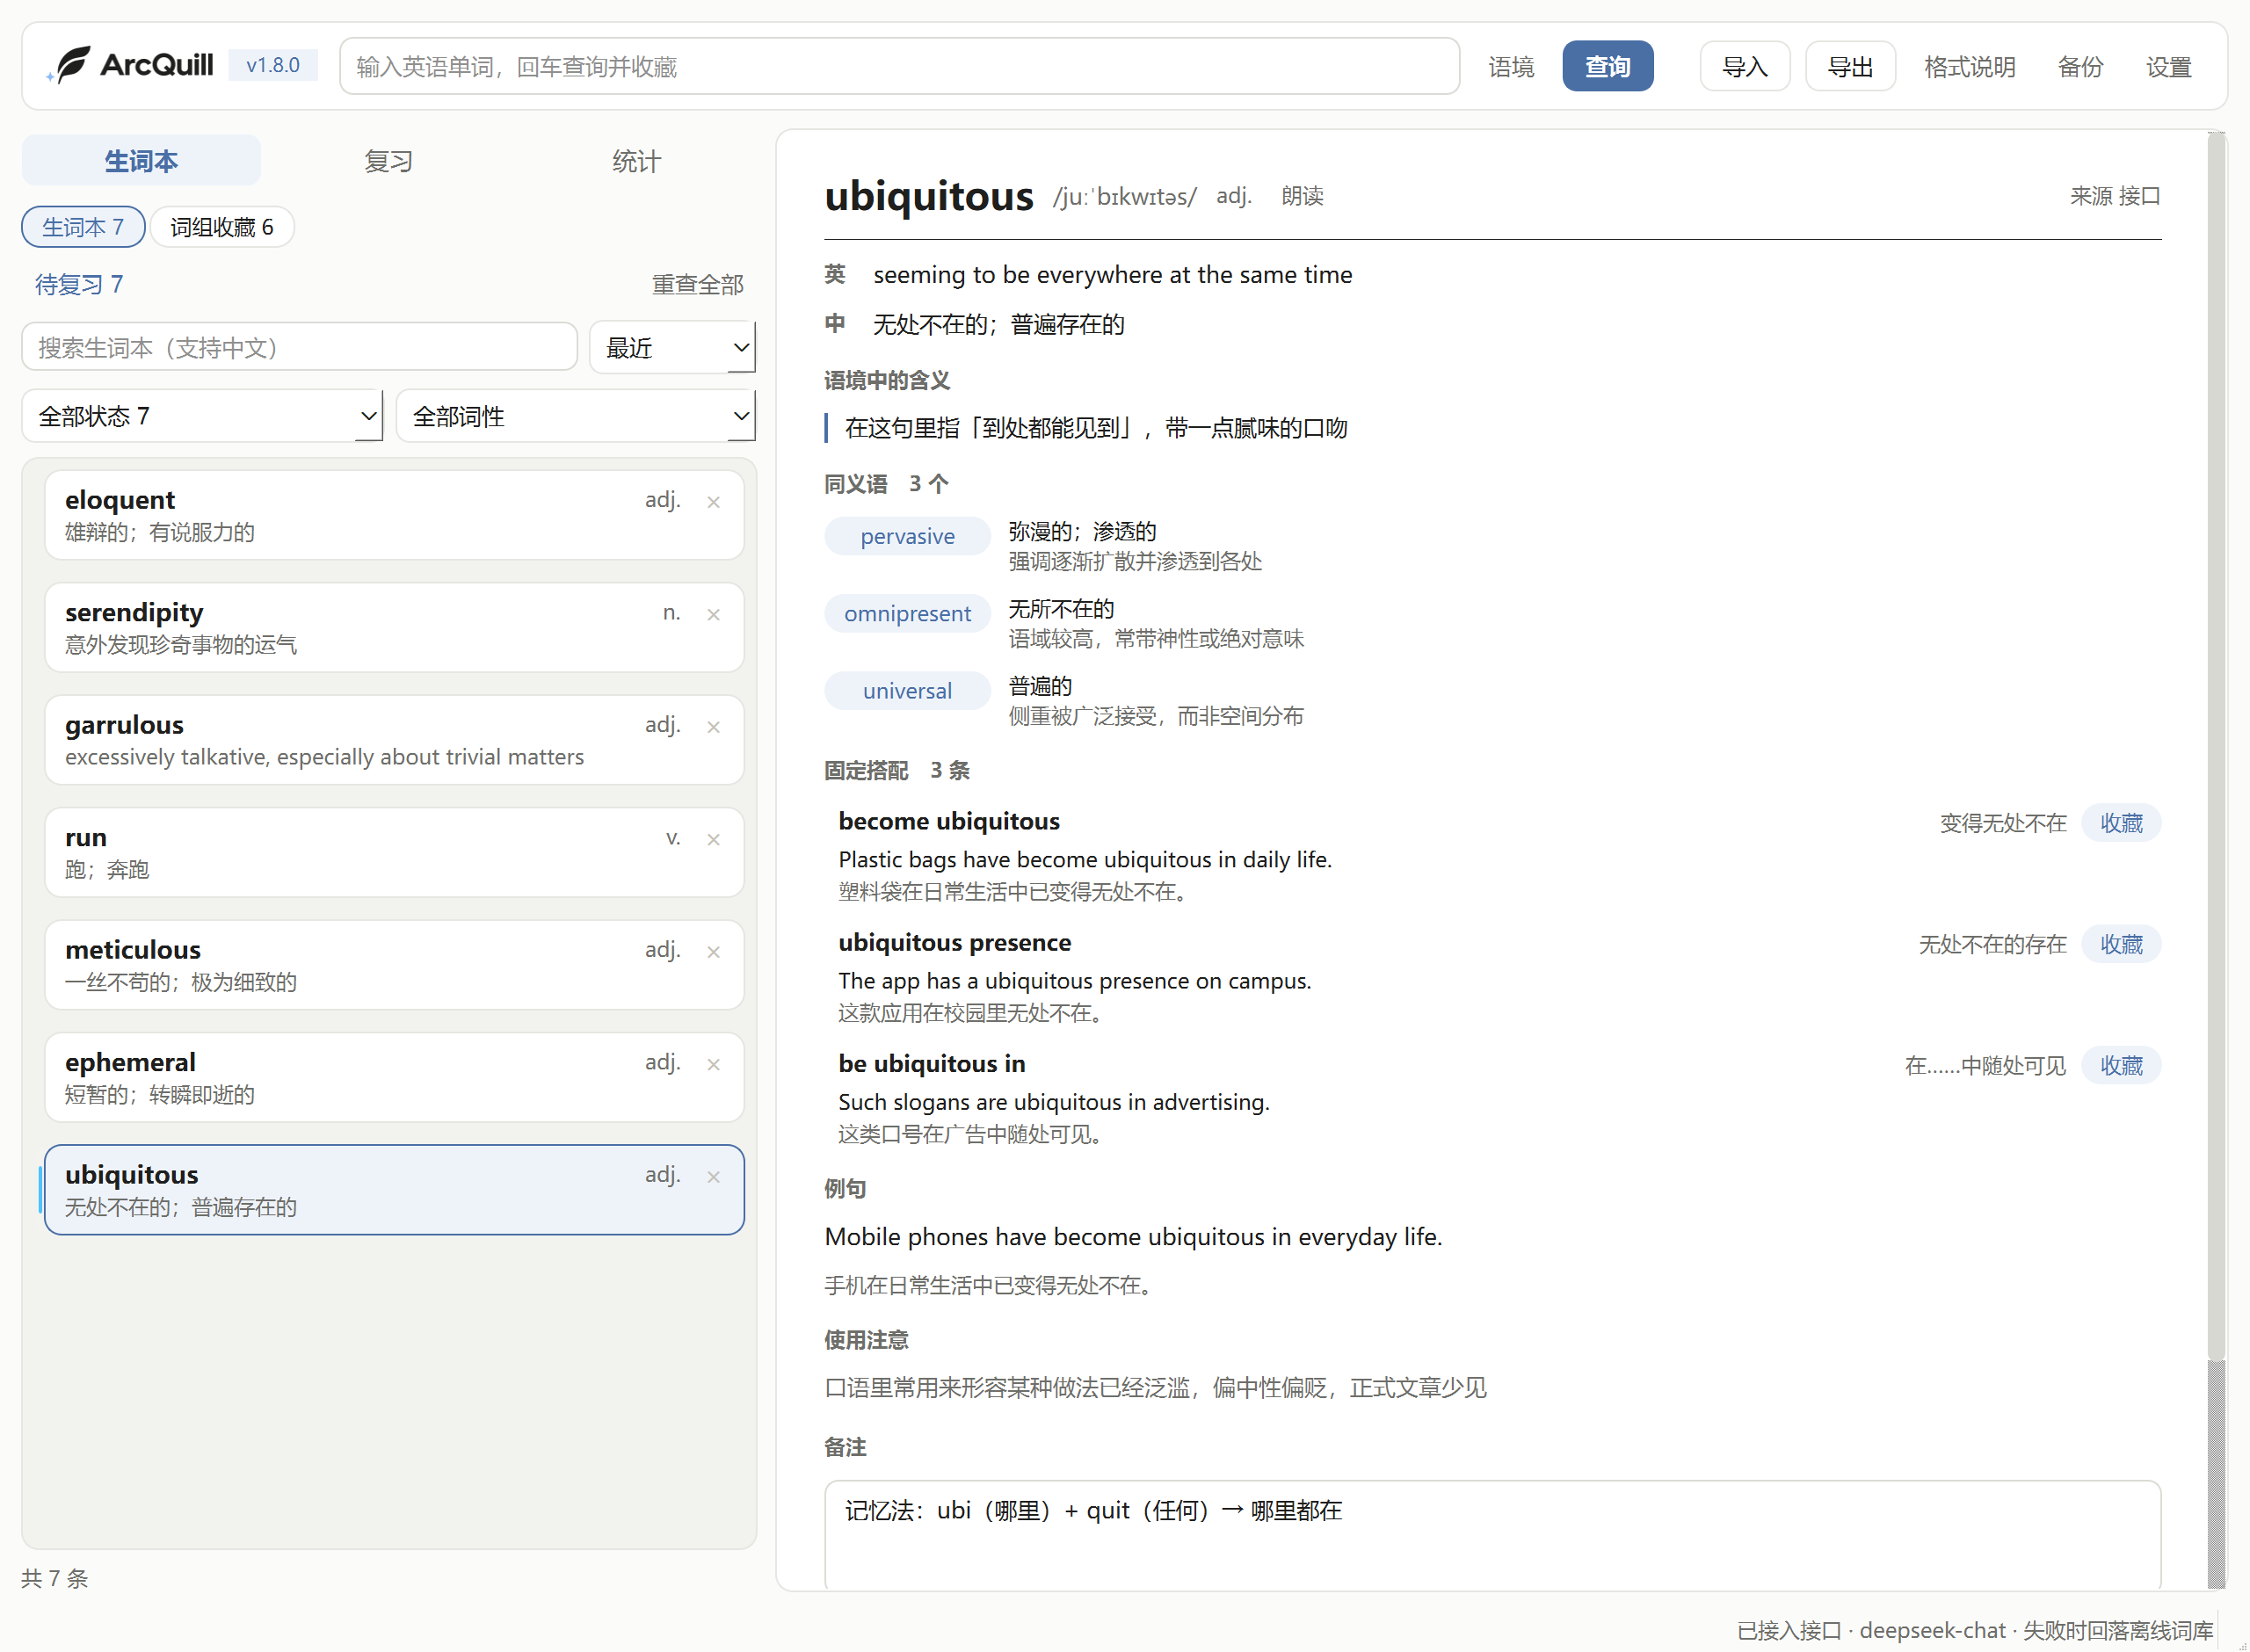 ArcQuill v1.8.0 输入英语单词，回车查询并收藏 语境 查询 导入 导出 格式说明 备份 设置
生词本 复习 统计
生词本 7 词组收藏 6
待复习 7 重查全部
搜索生词本（支持中文） 最近
全部状态 7 全部词性
eloquent adj. ×
雄辩的；有说服力的
serendipity n. ×
意外发现珍奇事物的运气
garrulous adj. ×
excessively talkative, especially about trivial matters
run v. ×
跑；奔跑
meticulous adj. ×
一丝不苟的；极为细致的
ephemeral adj. ×
短暂的；转瞬即逝的
ubiquitous adj. ×
无处不在的；普遍存在的
共 7 条
ubiquitous /juːˈbɪkwɪtəs/ adj. 朗读 来源 接口
英 seeming to be everywhere at the same time
中 无处不在的；普遍存在的
语境中的含义
在这句里指「到处都能见到」，带一点腻味的口吻
同义语 3 个
pervasive 弥漫的；渗透的
强调逐渐扩散并渗透到各处
omnipresent 无所不在的
语域较高，常带神性或绝对意味
universal 普遍的
侧重被广泛接受，而非空间分布
固定搭配 3 条
become ubiquitous 变得无处不在 收藏
Plastic bags have become ubiquitous in daily life.
塑料袋在日常生活中已变得无处不在。
ubiquitous presence 无处不在的存在 收藏
The app has a ubiquitous presence on campus.
这款应用在校园里无处不在。
be ubiquitous in 在……中随处可见 收藏
Such slogans are ubiquitous in advertising.
这类口号在广告中随处可见。
例句
Mobile phones have become ubiquitous in everyday life.
手机在日常生活中已变得无处不在。
使用注意
口语里常用来形容某种做法已经泛滥，偏中性偏贬，正式文章少见
备注
记忆法：ubi（哪里）+ quit（任何）→ 哪里都在
已接入接口 · deepseek-chat · 失败时回落离线词库